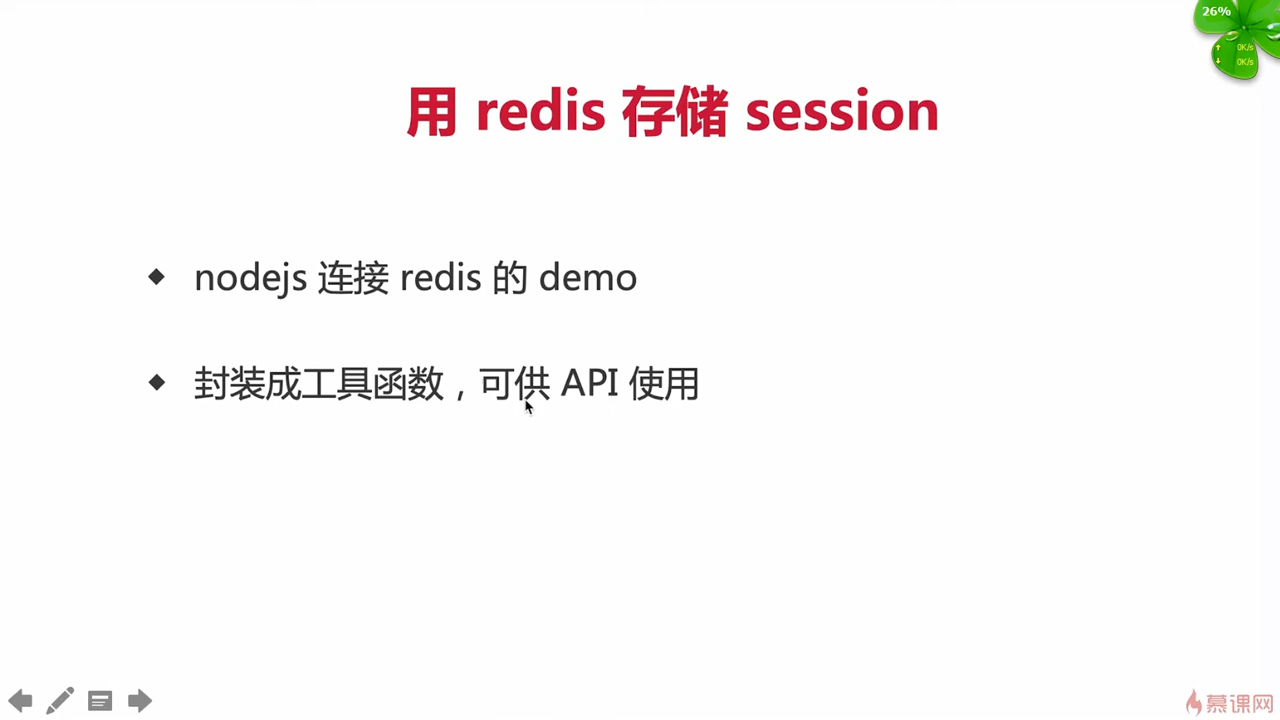 26%
0K/s
0K/s
用 redis 存储 session
nodejs 连接 redis 的 demo
封装成工具函数，可供 API 使用
慕课网